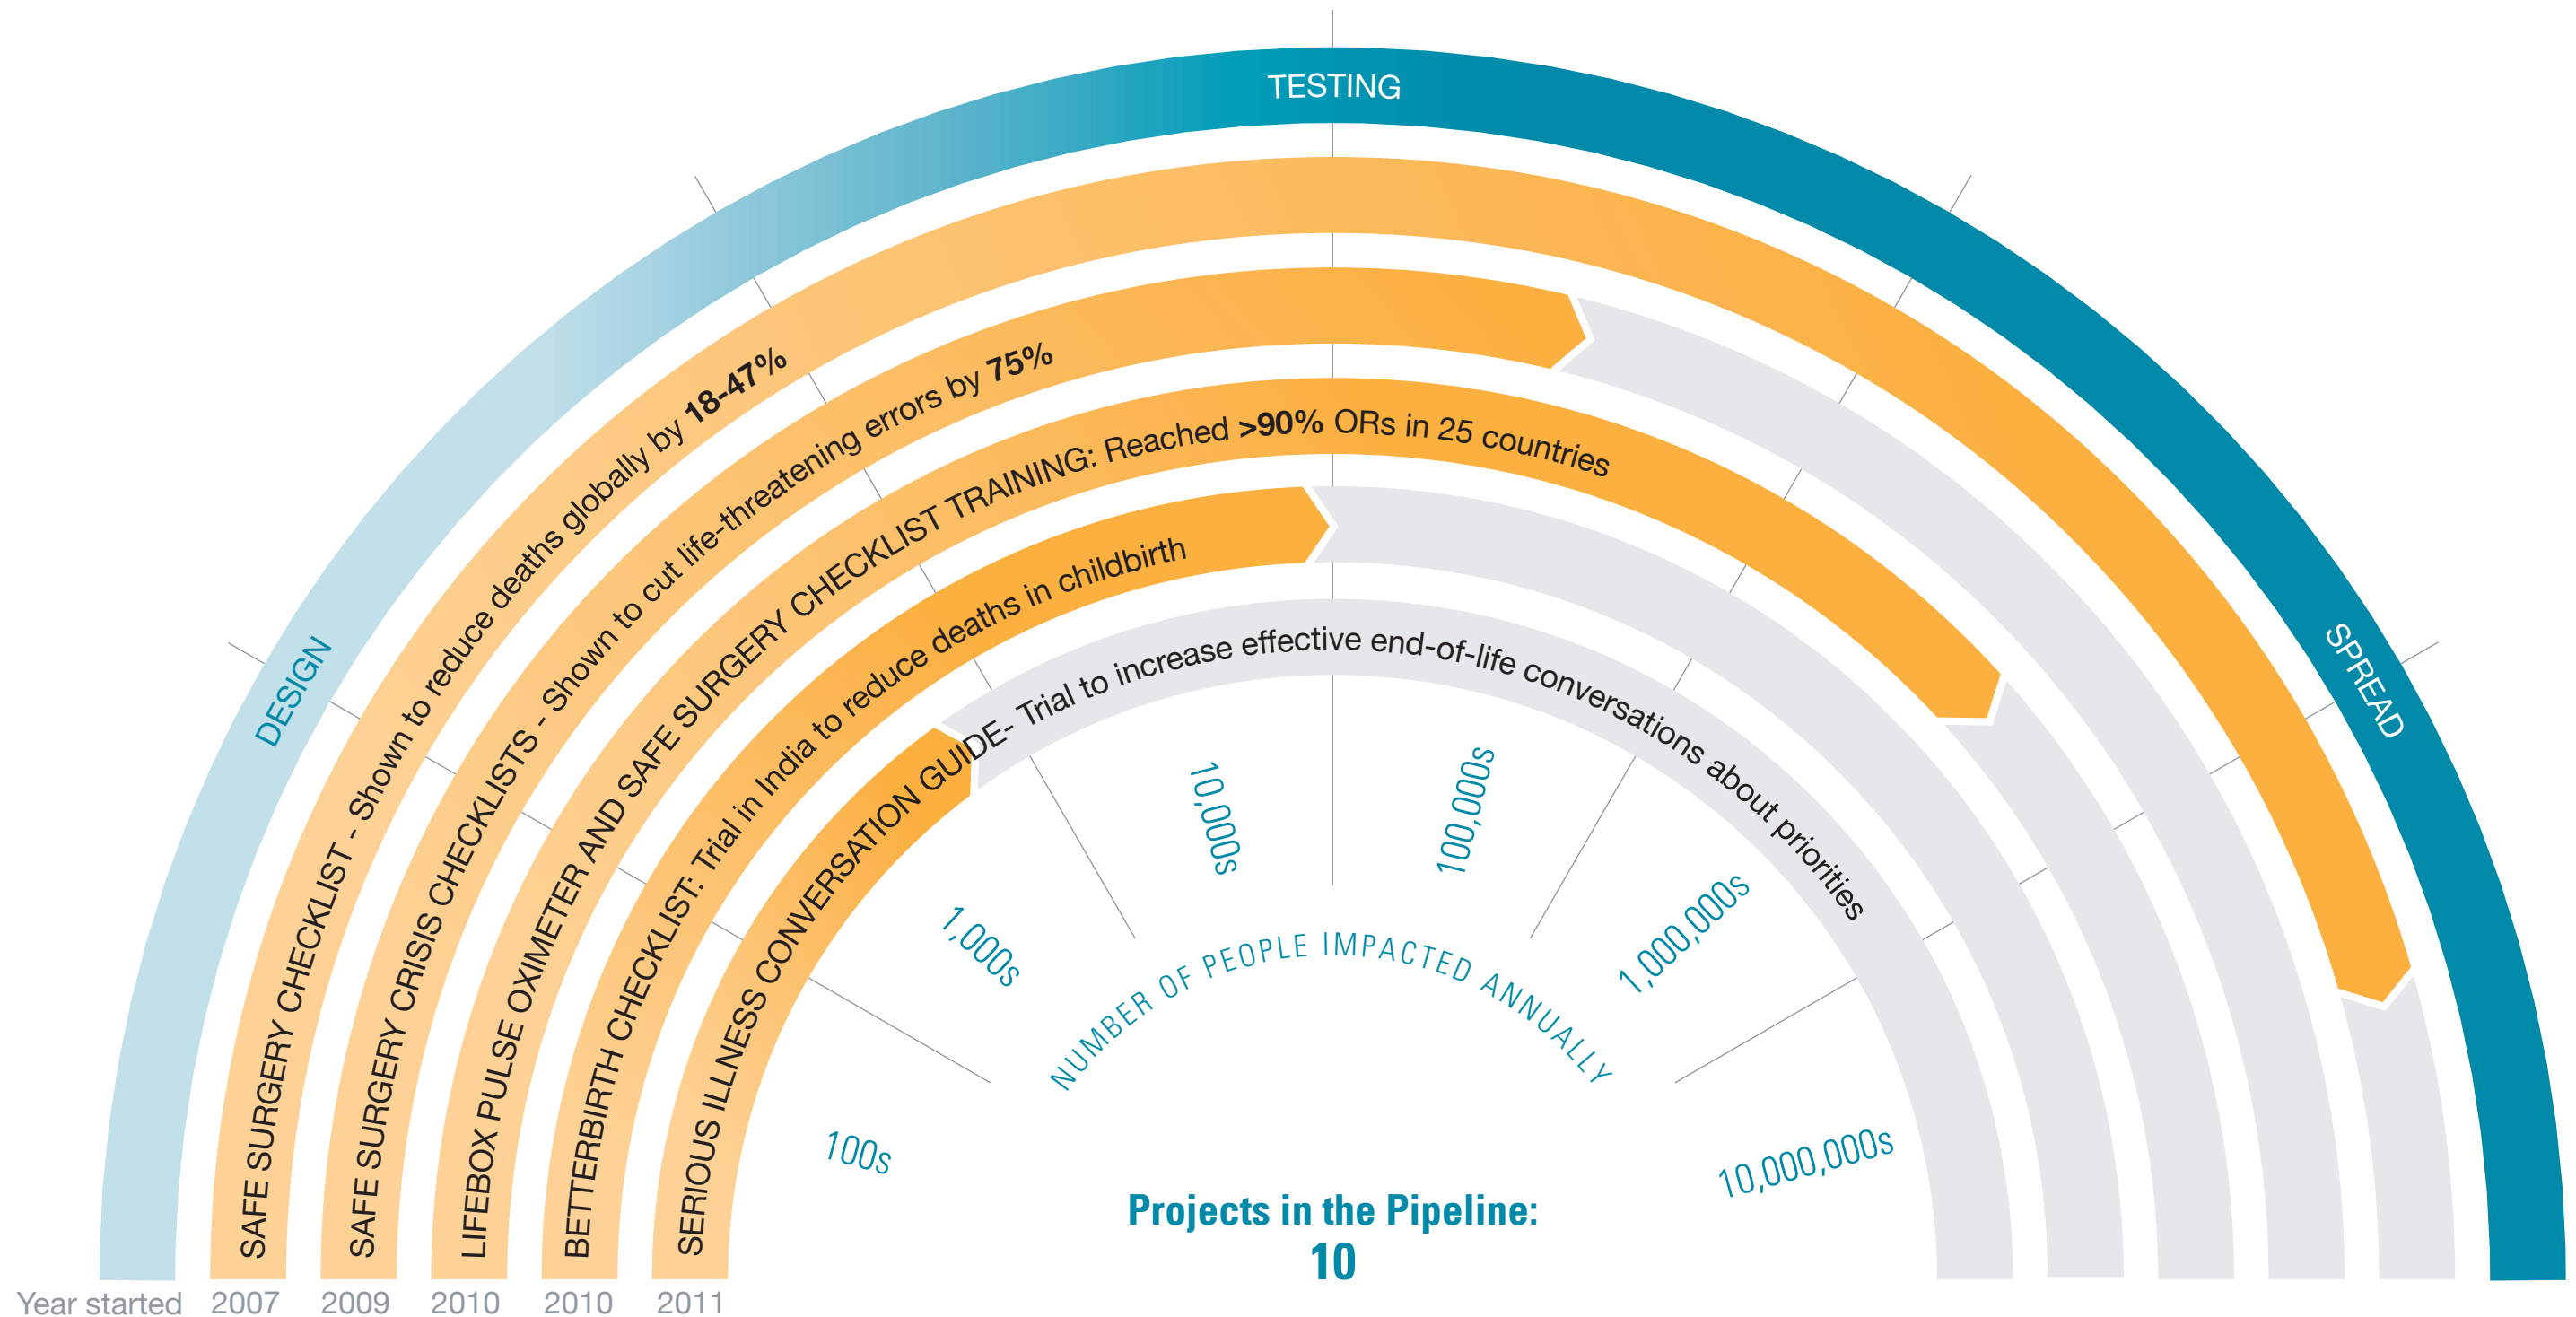 TESTING
DESIGN
SPREAD
SAFE SURGERY CHECKLIST - Shown to reduce deaths globally by 18-47%
SAFE SURGERY CRISIS CHECKLISTS - Shown to cut life-threatening errors by 75%
LIFEBOX PULSE OXIMETER AND SAFE SURGERY CHECKLIST TRAINING: Reached >90% ORs in 25 countries
BETTERBIRTH CHECKLIST: Trial in India to reduce deaths in childbirth
SERIOUS ILLNESS CONVERSATION GUIDE- Trial to increase effective end-of-life conversations about priorities
100s
1,000s
10,000s
100,000s
1,000,000s
10,000,000s
NUMBER OF PEOPLE IMPACTED ANNUALLY
Projects in the Pipeline:
10
Year started 2007 2009 2010 2010 2011